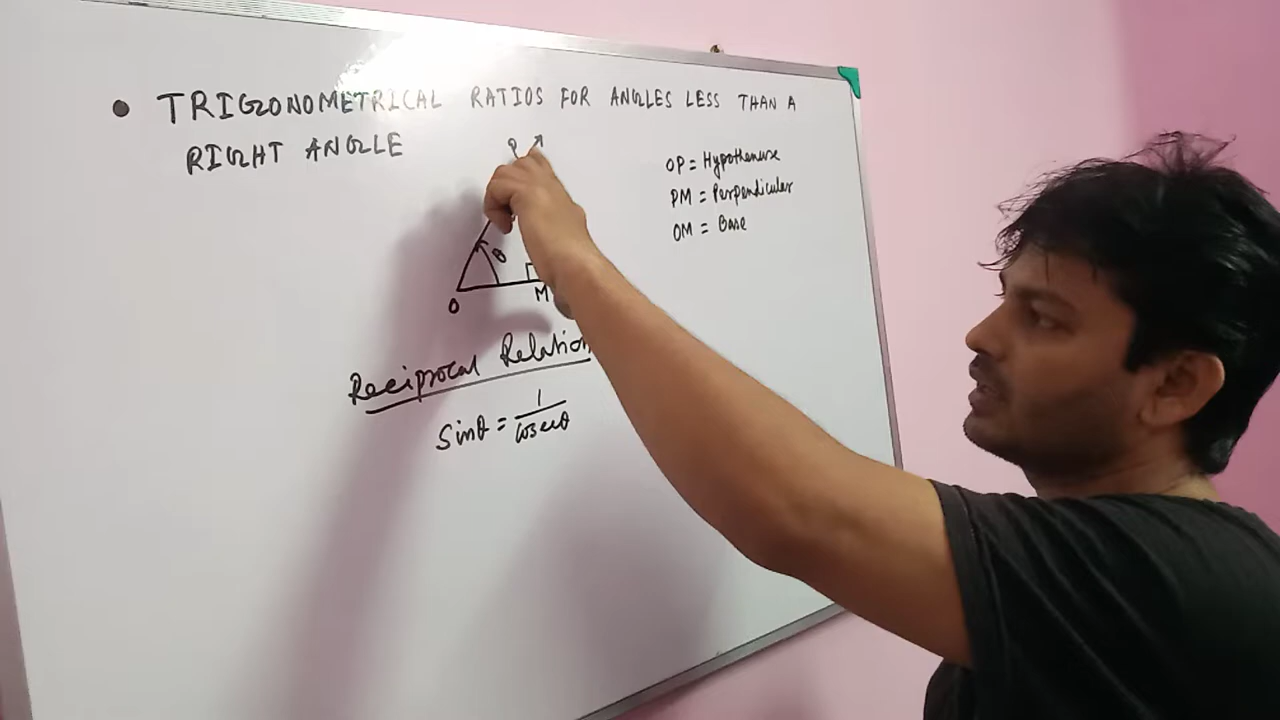 • TRIGONOMETRICAL RATIOS FOR ANGLES LESS THAN A
RIGHT ANGLE
P
OP = Hypothenuse
PM = Perpendicular
OM = Base
θ
O
M
Reciprocal Relation
Sinθ = 1/cosecθ